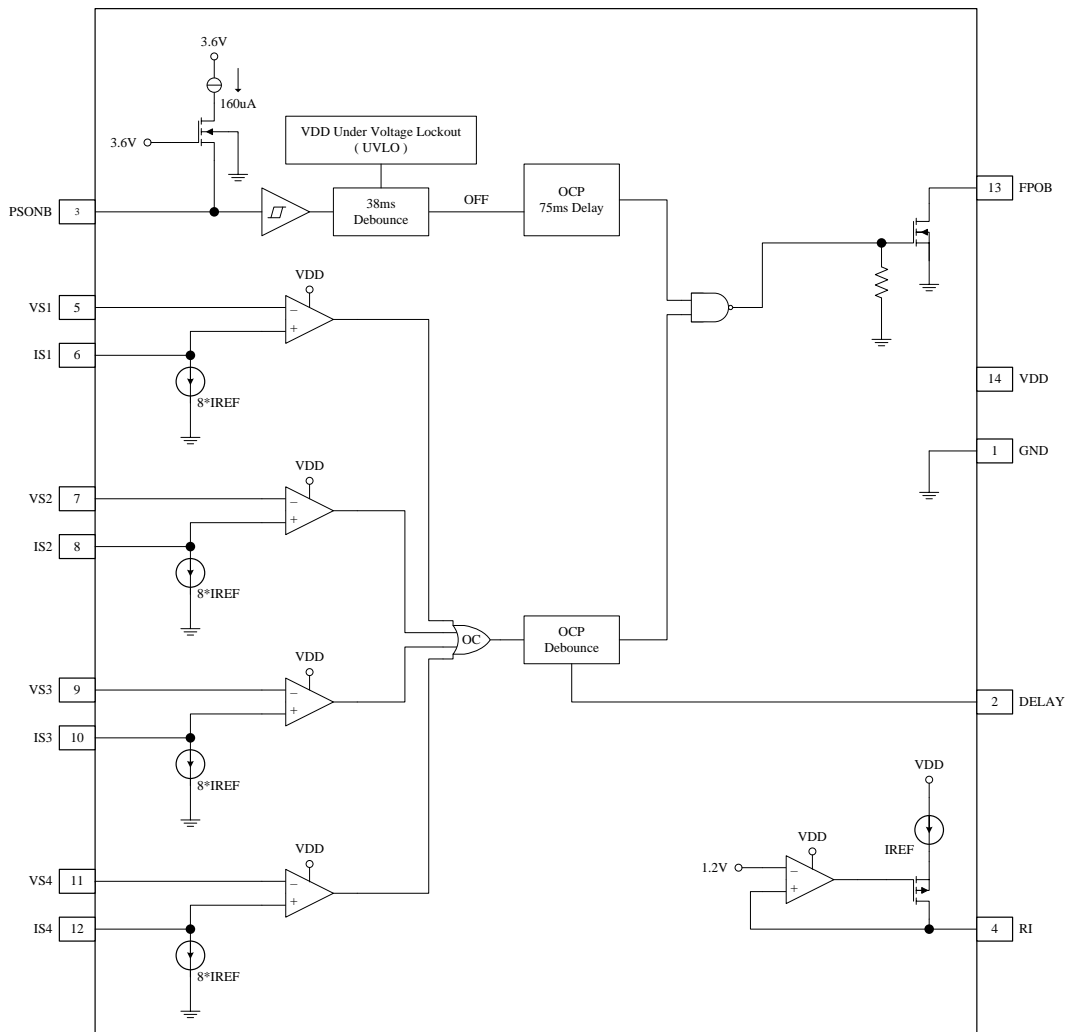 3.6V
160uA
3.6V
VDD Under Voltage Lockout
( UVLO )
PSONB 3
38ms
Debounce
OFF
OCP
75ms Delay
13 FPOB
VDD
VS1 5
−
+
IS1 6
8*IREF
14 VDD
1 GND
VDD
VS2 7
−
+
IS2 8
8*IREF
OC
OCP
Debounce
VDD
VS3 9
−
+
IS3 10
8*IREF
2 DELAY
VDD
VS4 11
−
+
IS4 12
8*IREF
VDD
IREF
VDD
1.2V
−
+
4 RI